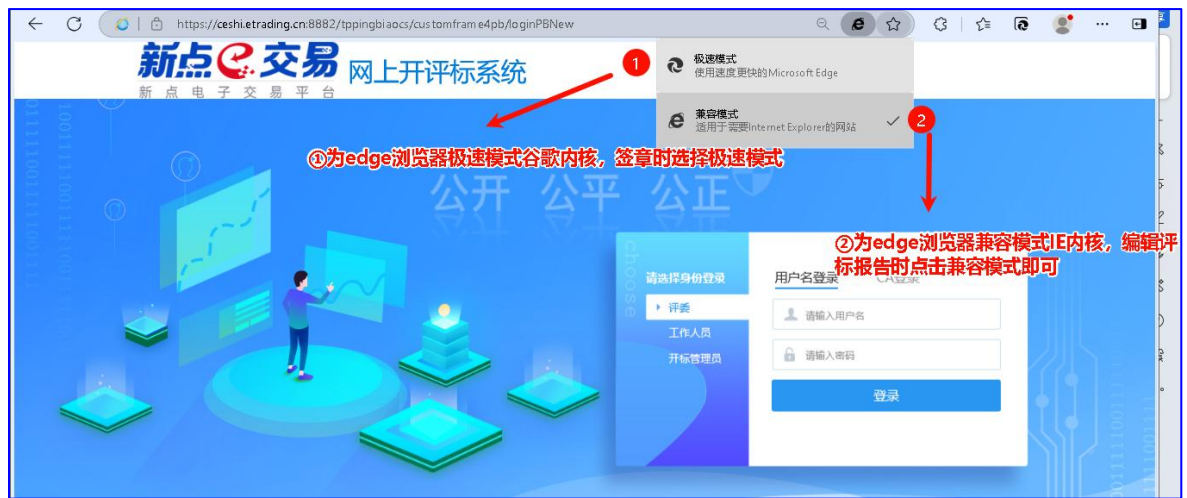 https://ceshi.etrading.cn:8882/tppingbiaocs/customframe4pb/loginPBNew
新点e交易 网上开评标系统
新点电子交易平台
1
极速模式
使用速度更快的Microsoft Edge
兼容模式
适用于需要Internet Explorer的网站
2
①为edge浏览器极速模式谷歌内核，签章时选择极速模式
公开 公平 公正
②为edge浏览器兼容模式IE内核，编辑评
标报告时点击兼容模式即可
choose
请选择身份登录
评委
工作人员
开标管理员
用户名登录
CA登录
请输入用户名
请输入密码
登录